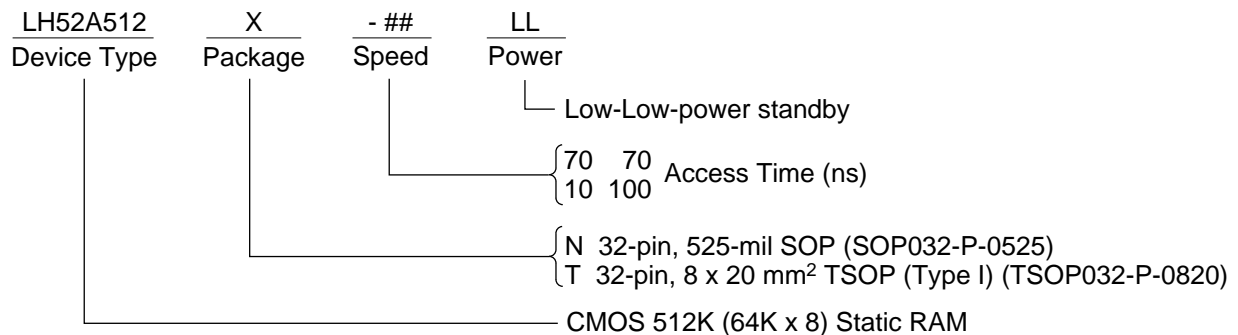 LH52A512 X - ## LL
Device Type Package Speed Power
Low-Low-power standby
70 70
10 100
Access Time (ns)
N 32-pin, 525-mil SOP (SOP032-P-0525)
T 32-pin, 8 x 20 mm² TSOP (Type I) (TSOP032-P-0820)
CMOS 512K (64K x 8) Static RAM